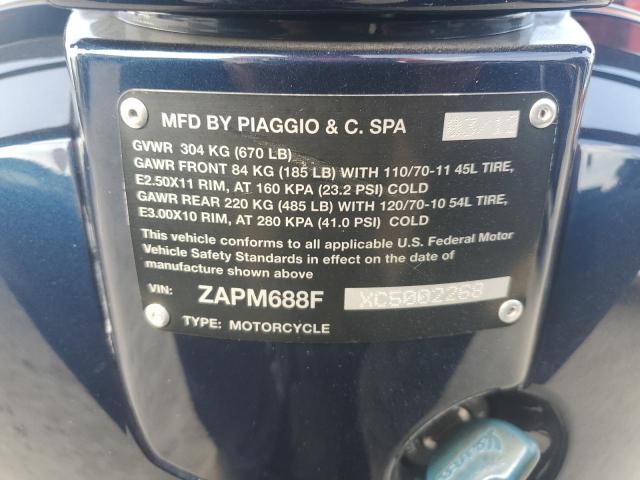 MFD BY PIAGGIO & C. SPA 03/12
GVWR 304 KG (670 LB)
GAWR FRONT 84 KG (185 LB) WITH 110/70-11 45L TIRE,
E2.50X11 RIM, AT 160 KPA (23.2 PSI) COLD
GAWR REAR 220 KG (485 LB) WITH 120/70-10 54L TIRE,
E3.00X10 RIM, AT 280 KPA (41.0 PSI) COLD
This vehicle conforms to all applicable U.S. Federal Motor
Vehicle Safety Standards in effect on the date of
manufacture shown above
VIN: ZAPM688F XC5002268
TYPE: MOTORCYCLE